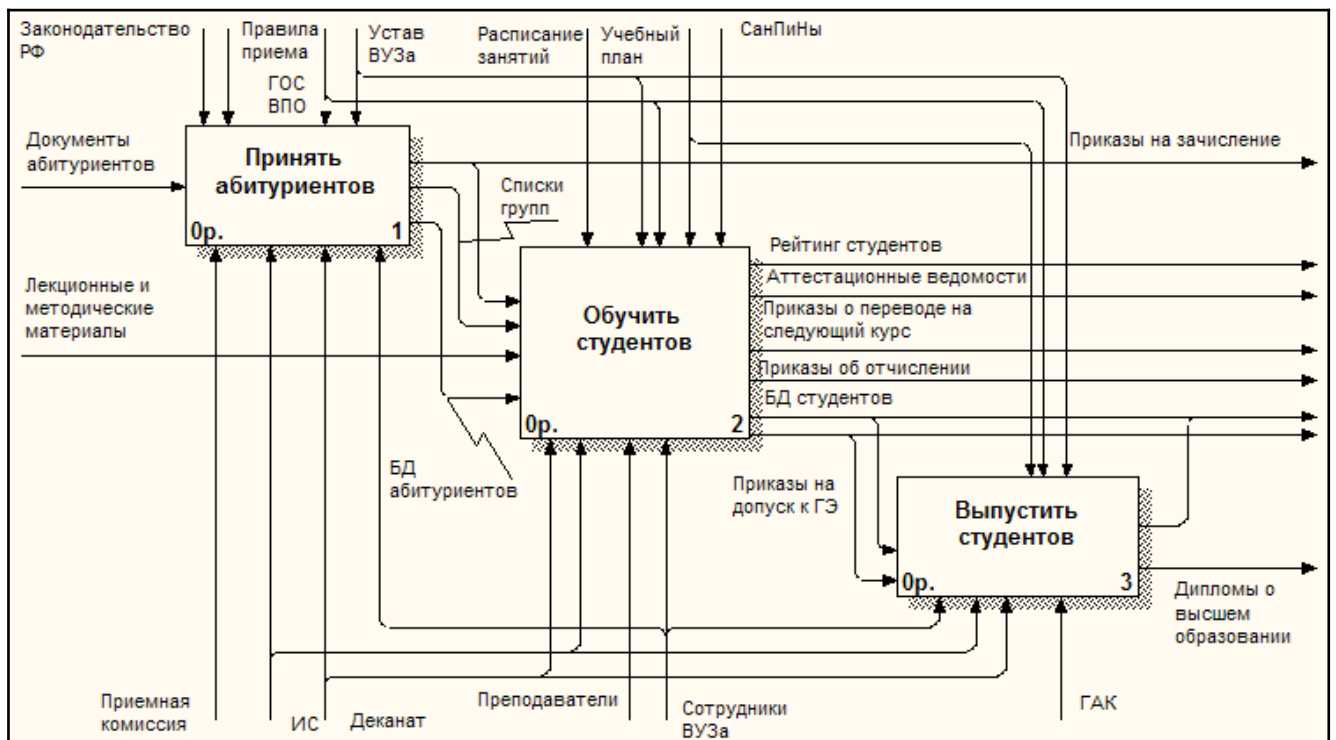 Законодательство
РФ
Правила
приема
Устав
ВУЗа
Расписание
занятий
Учебный
план
СанПиНы
ГОС
ВПО
Документы
абитуриентов
Принять
абитуриентов
0р.
1
Приказы на зачисление
Списки
групп
Лекционные и
методические
материалы
Обучить
студентов
0р.
2
Рейтинг студентов
Аттестационные ведомости
Приказы о переводе на
следующий курс
Приказы об отчислении
БД студентов
БД
абитуриентов
Приказы на
допуск к ГЭ
Выпустить
студентов
0р.
3
Дипломы о
высшем
образовании
Приемная
комиссия
ИС
Деканат
Преподаватели
Сотрудники
ВУЗа
ГАК